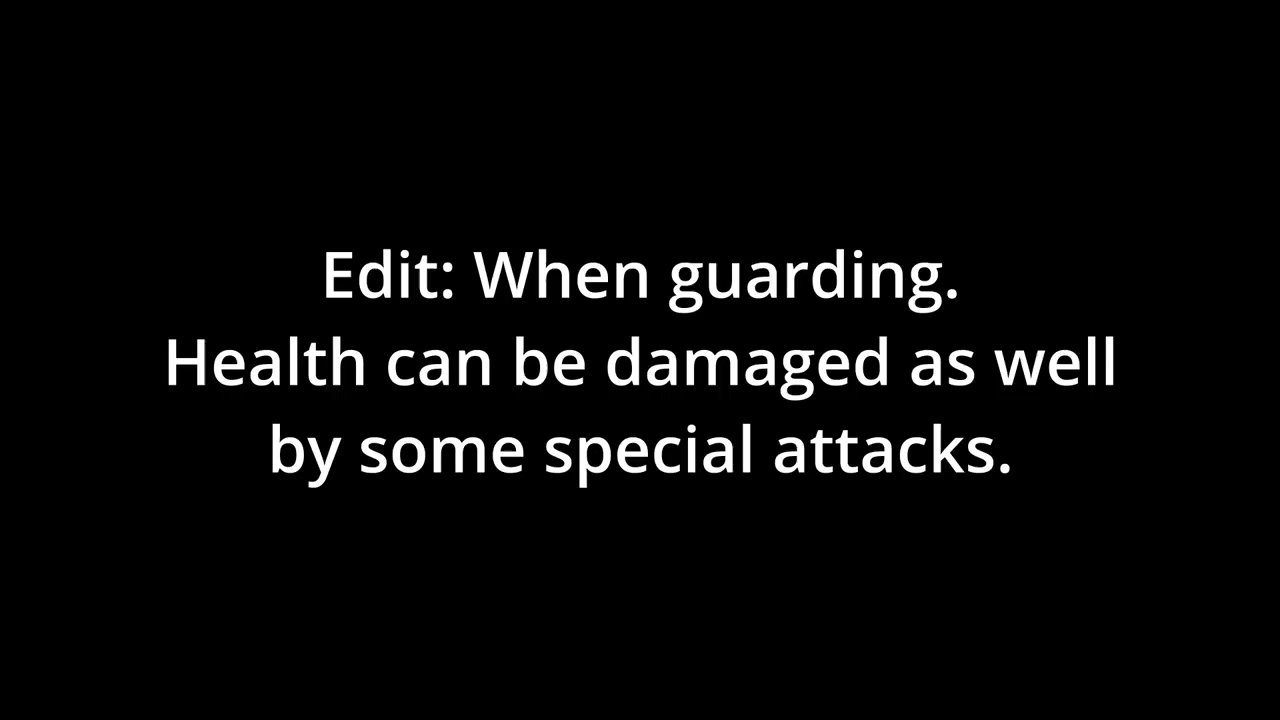 Edit: When guarding.
Health can be damaged as well
by some special attacks.